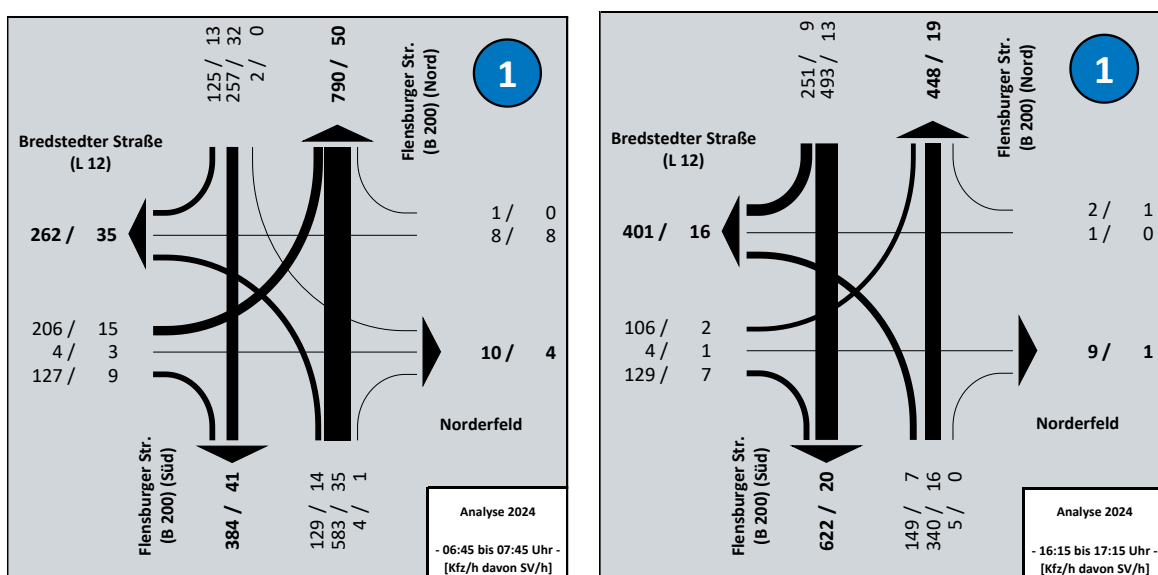 125 / 13
257 / 32
2 / 0
790 / 50
Flensburger Str.
(B 200) (Nord)
1
Bredstedter Straße
(L 12)
262 / 35
1 / 0
8 / 8
206 / 15
4 / 3
127 / 9
10 / 4
Norderfeld
Flensburger Str.
(B 200) (Süd)
384 / 41
129 / 14
583 / 35
4 / 1
Analyse 2024
- 06:45 bis 07:45 Uhr -
[Kfz/h davon SV/h]
251 / 9
493 / 13
448 / 19
Flensburger Str.
(B 200) (Nord)
1
Bredstedter Straße
(L 12)
401 / 16
2 / 1
1 / 0
106 / 2
4 / 1
129 / 7
9 / 1
Norderfeld
Flensburger Str.
(B 200) (Süd)
622 / 20
149 / 7
340 / 16
5 / 0
Analyse 2024
- 16:15 bis 17:15 Uhr -
[Kfz/h davon SV/h]